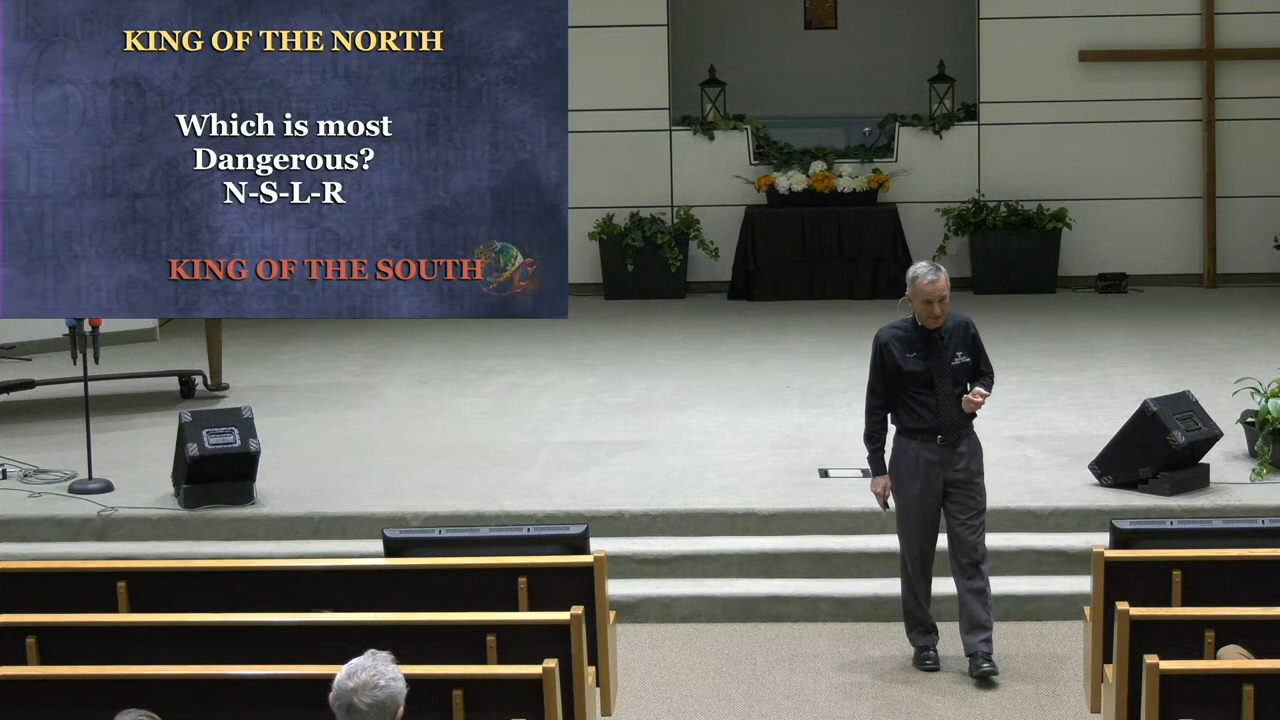 KING OF THE NORTH
Which is most
Dangerous?
N-S-L-R
KING OF THE SOUTH